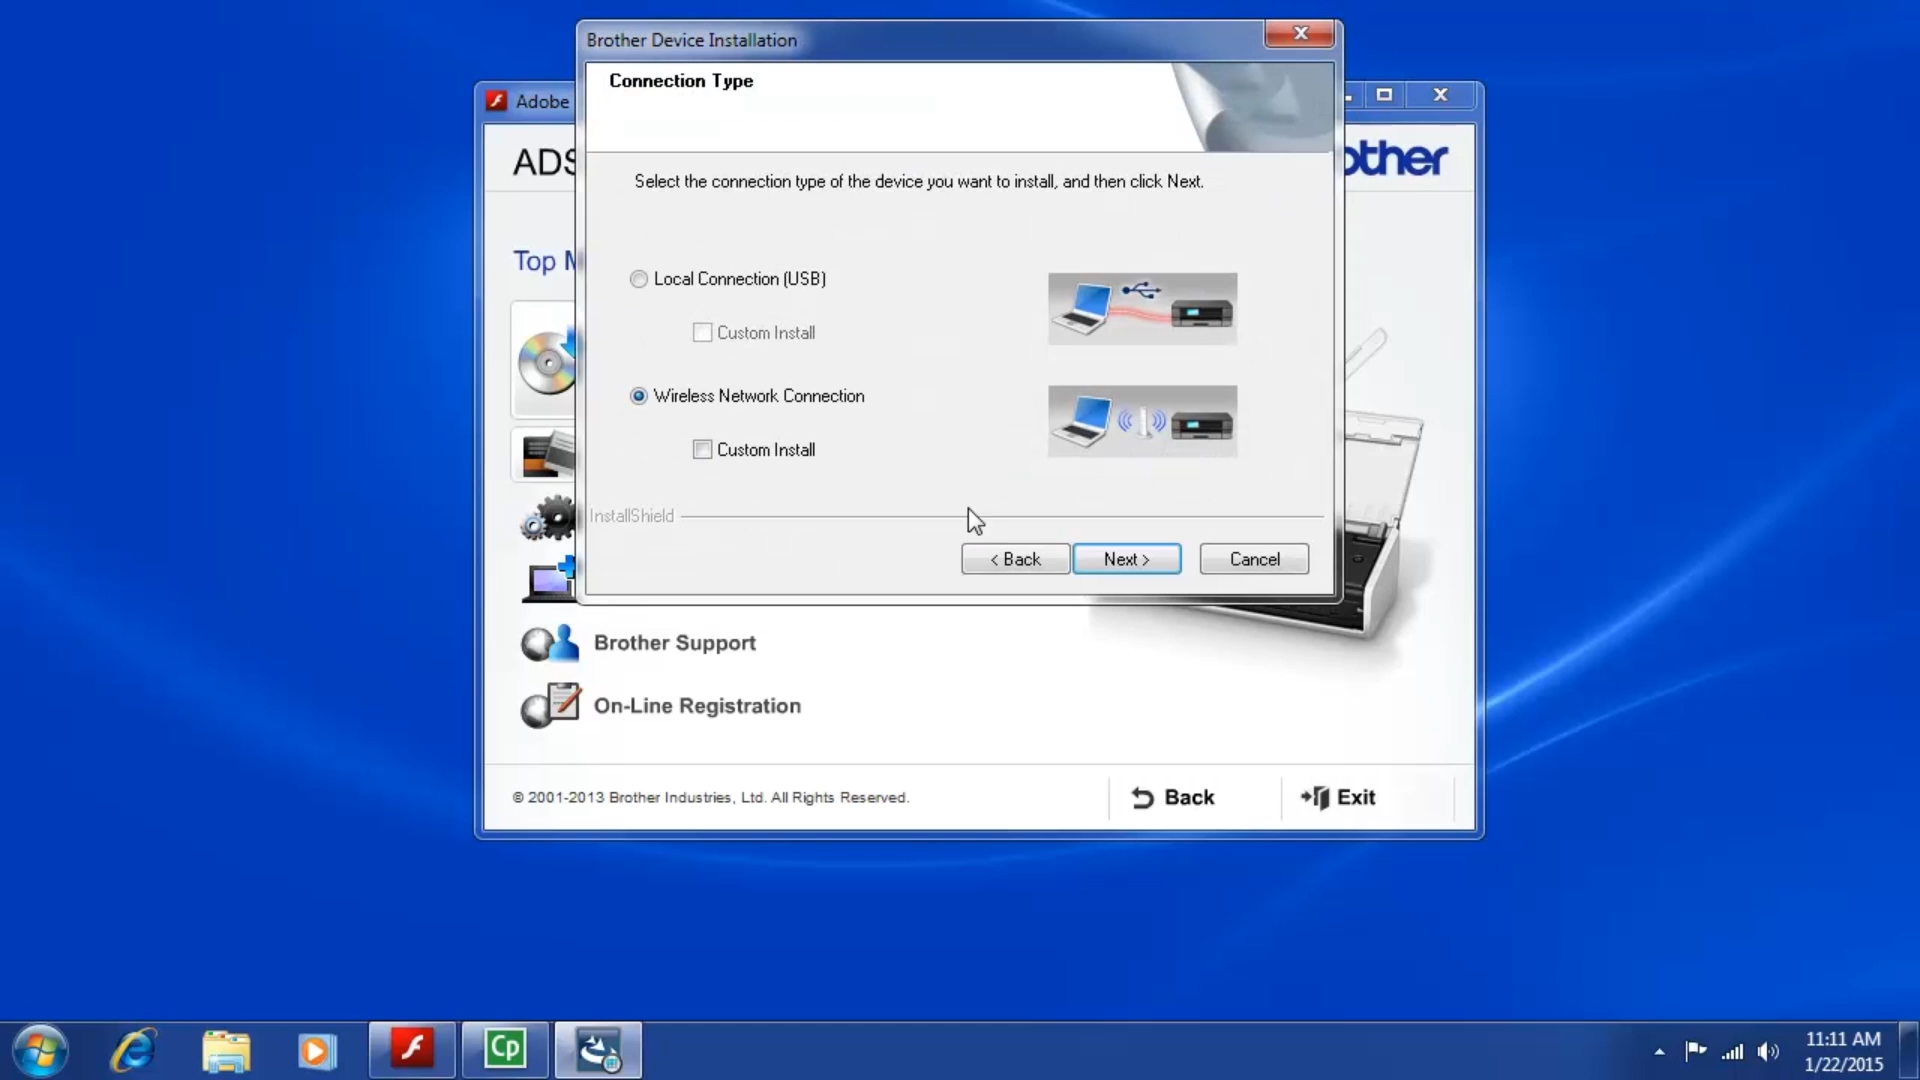 Brother Device Installation
Adobe
Connection Type
ADS
Select the connection type of the device you want to install, and then click Next.
Top M
Local Connection (USB)
Custom Install
Wireless Network Connection
Custom Install
InstallShield
< Back
Next >
Cancel
Brother Support
On-Line Registration
© 2001-2013 Brother Industries, Ltd. All Rights Reserved.
Back
Exit
Cp
11:11 AM
1/22/2015